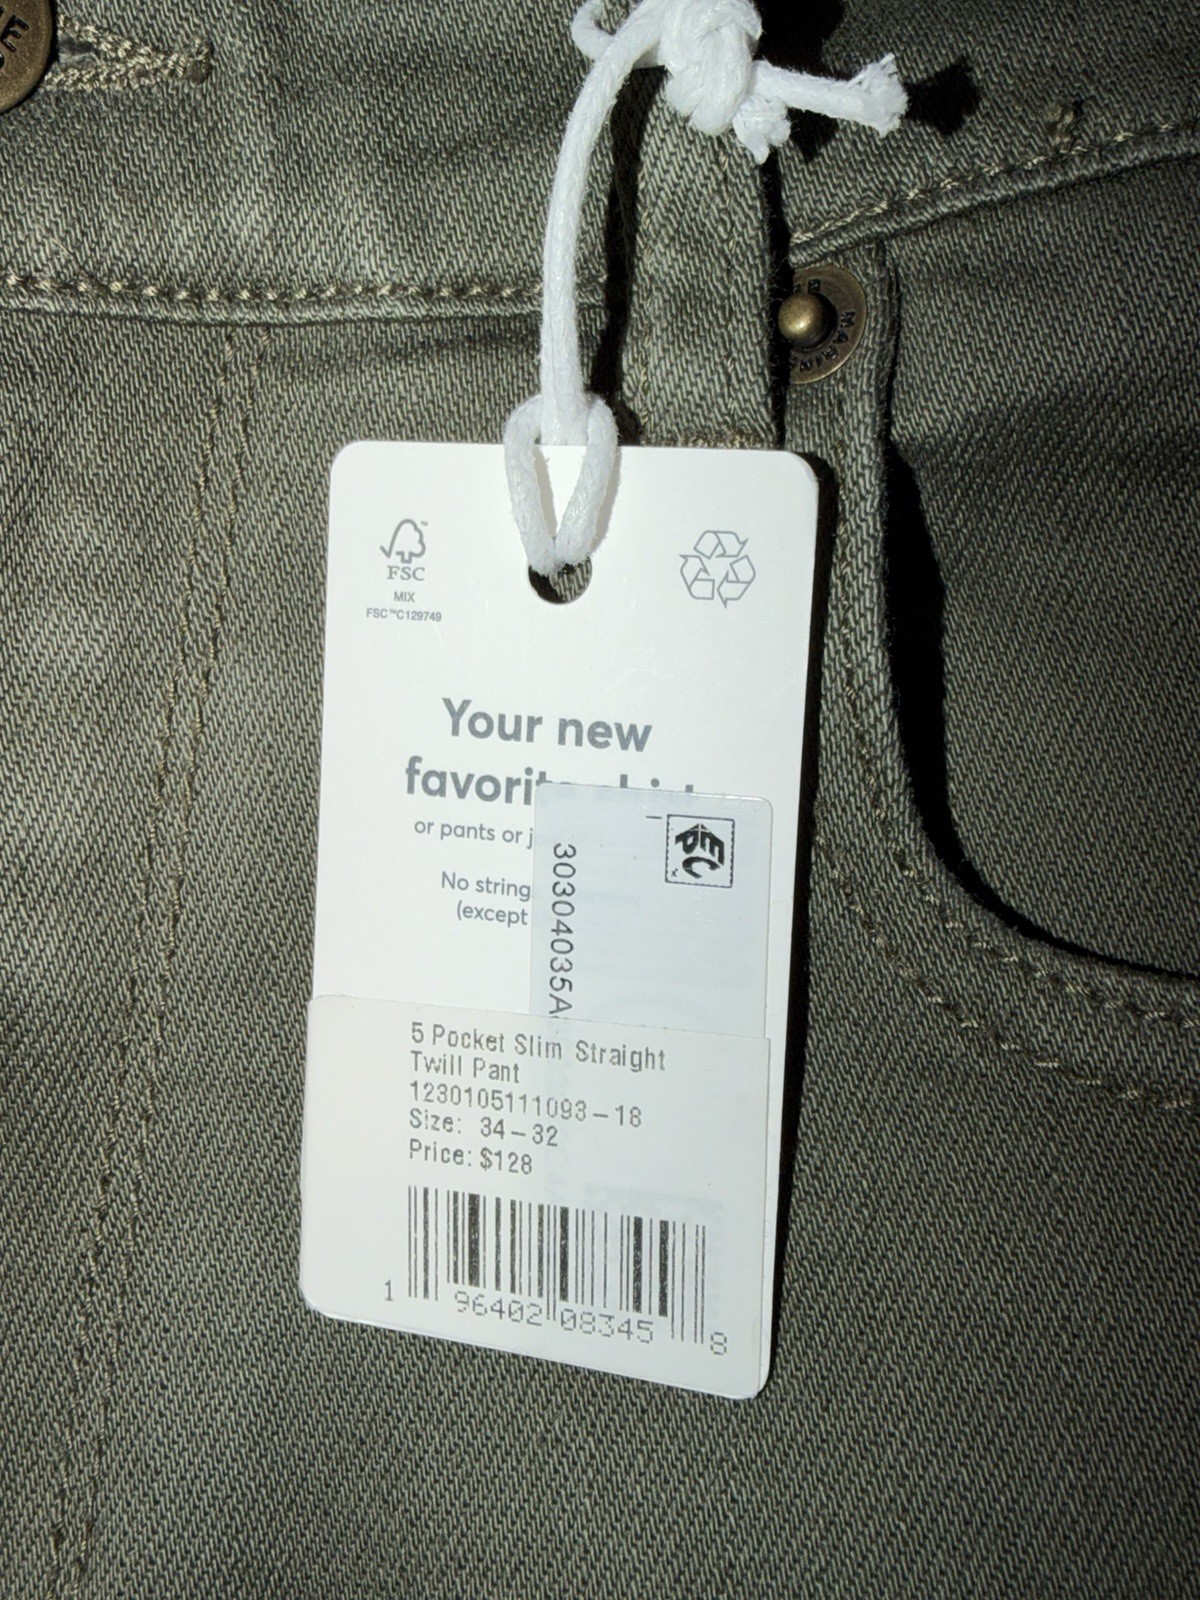 FSC
MIX
FSC™C129749
Your new
or pants or
No string
(except
30304035A
5 Pocket Slim Straight
Twill Pant
1230105111093-18
Size: 34-32
Price: $128
1 96402 08345 8